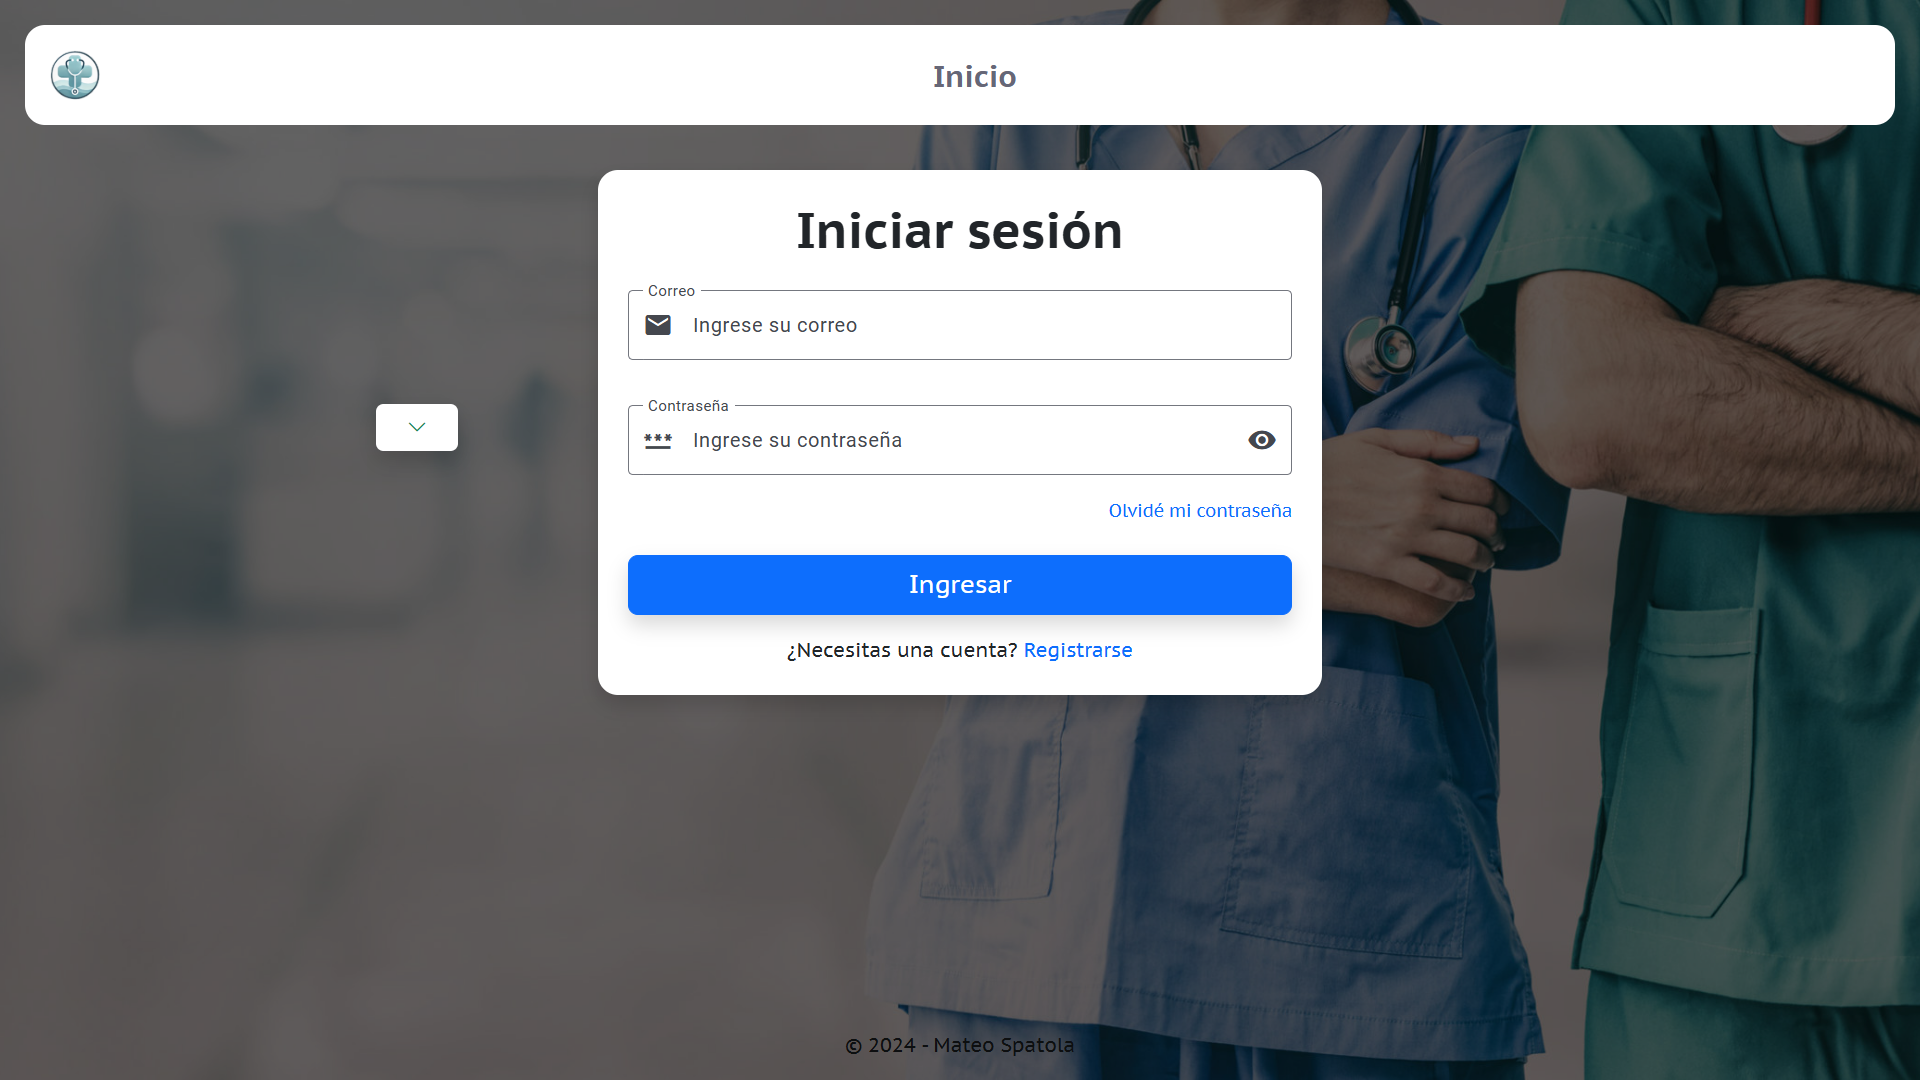 Inicio
Iniciar sesión
Correo
Ingrese su correo
Contraseña
Ingrese su contraseña
Olvidé mi contraseña
Ingresar
¿Necesitas una cuenta? Registrarse
© 2024 - Mateo Spatola